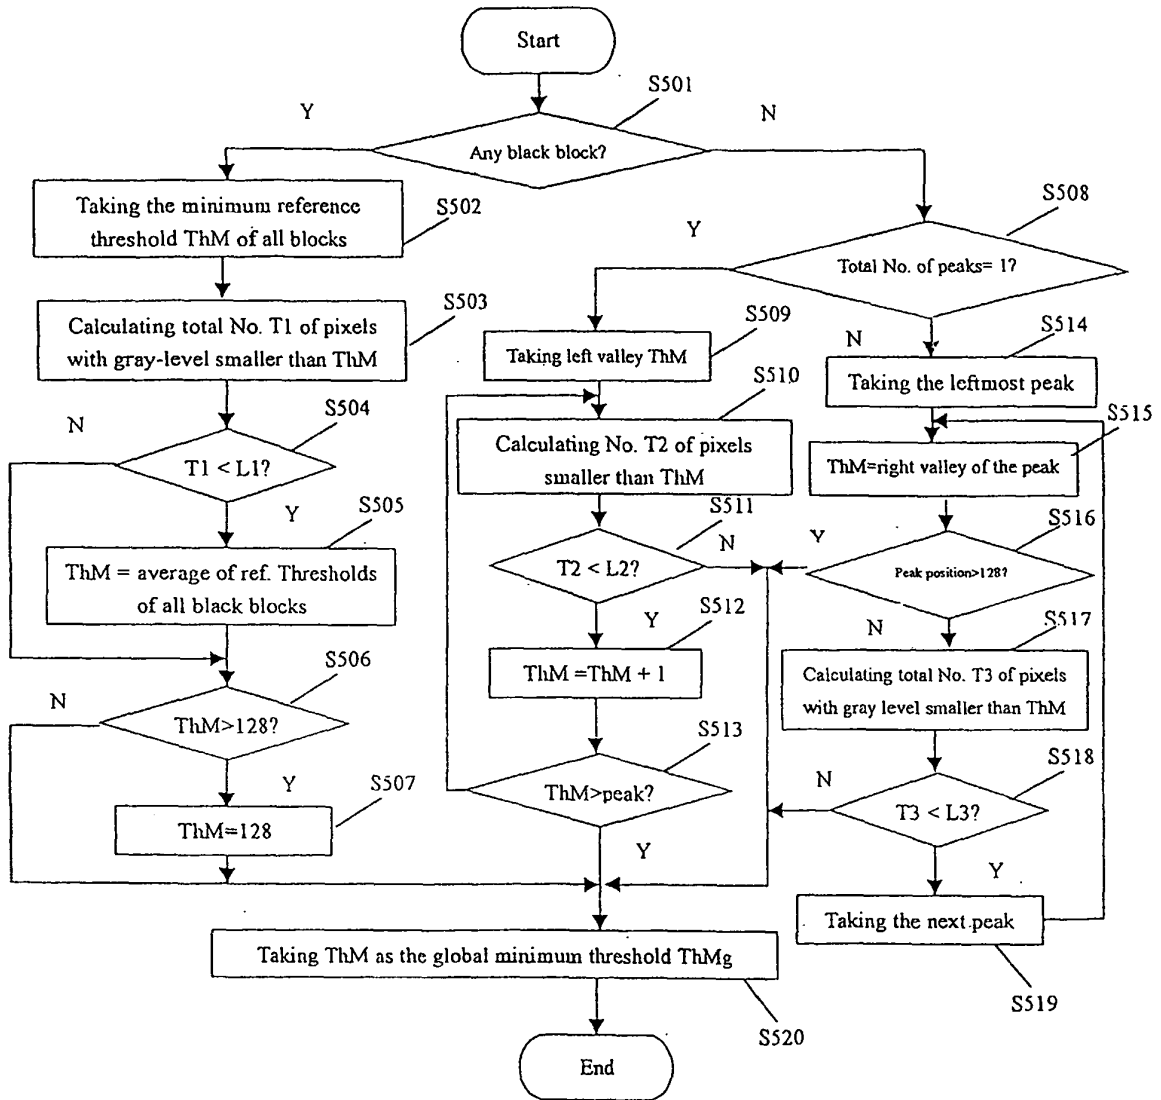 Start
S501
Y
N
Any black block?
Taking the minimum reference
threshold ThM of all blocks
S502
S508
Y
Total No. of peaks= 1?
Calculating total No. T1 of pixels
with gray-level smaller than ThM
S503
S509
Taking left valley ThM
N
S514
Taking the leftmost peak
S504
N
T1 < L1?
Y
S510
Calculating No. T2 of pixels
smaller than ThM
S515
ThM=right valley of the peak
S505
ThM = average of ref. Thresholds
of all black blocks
S511
T2 < L2?
N
Y
S516
Y
Peak position>128?
N
S512
ThM =ThM + 1
S517
Calculating total No. T3 of pixels
with gray level smaller than ThM
S506
N
ThM>128?
Y
S513
ThM>peak?
Y
S518
N
T3 < L3?
Y
S507
ThM=128
Taking the next peak
S519
Taking ThM as the global minimum threshold ThMg
S520
End